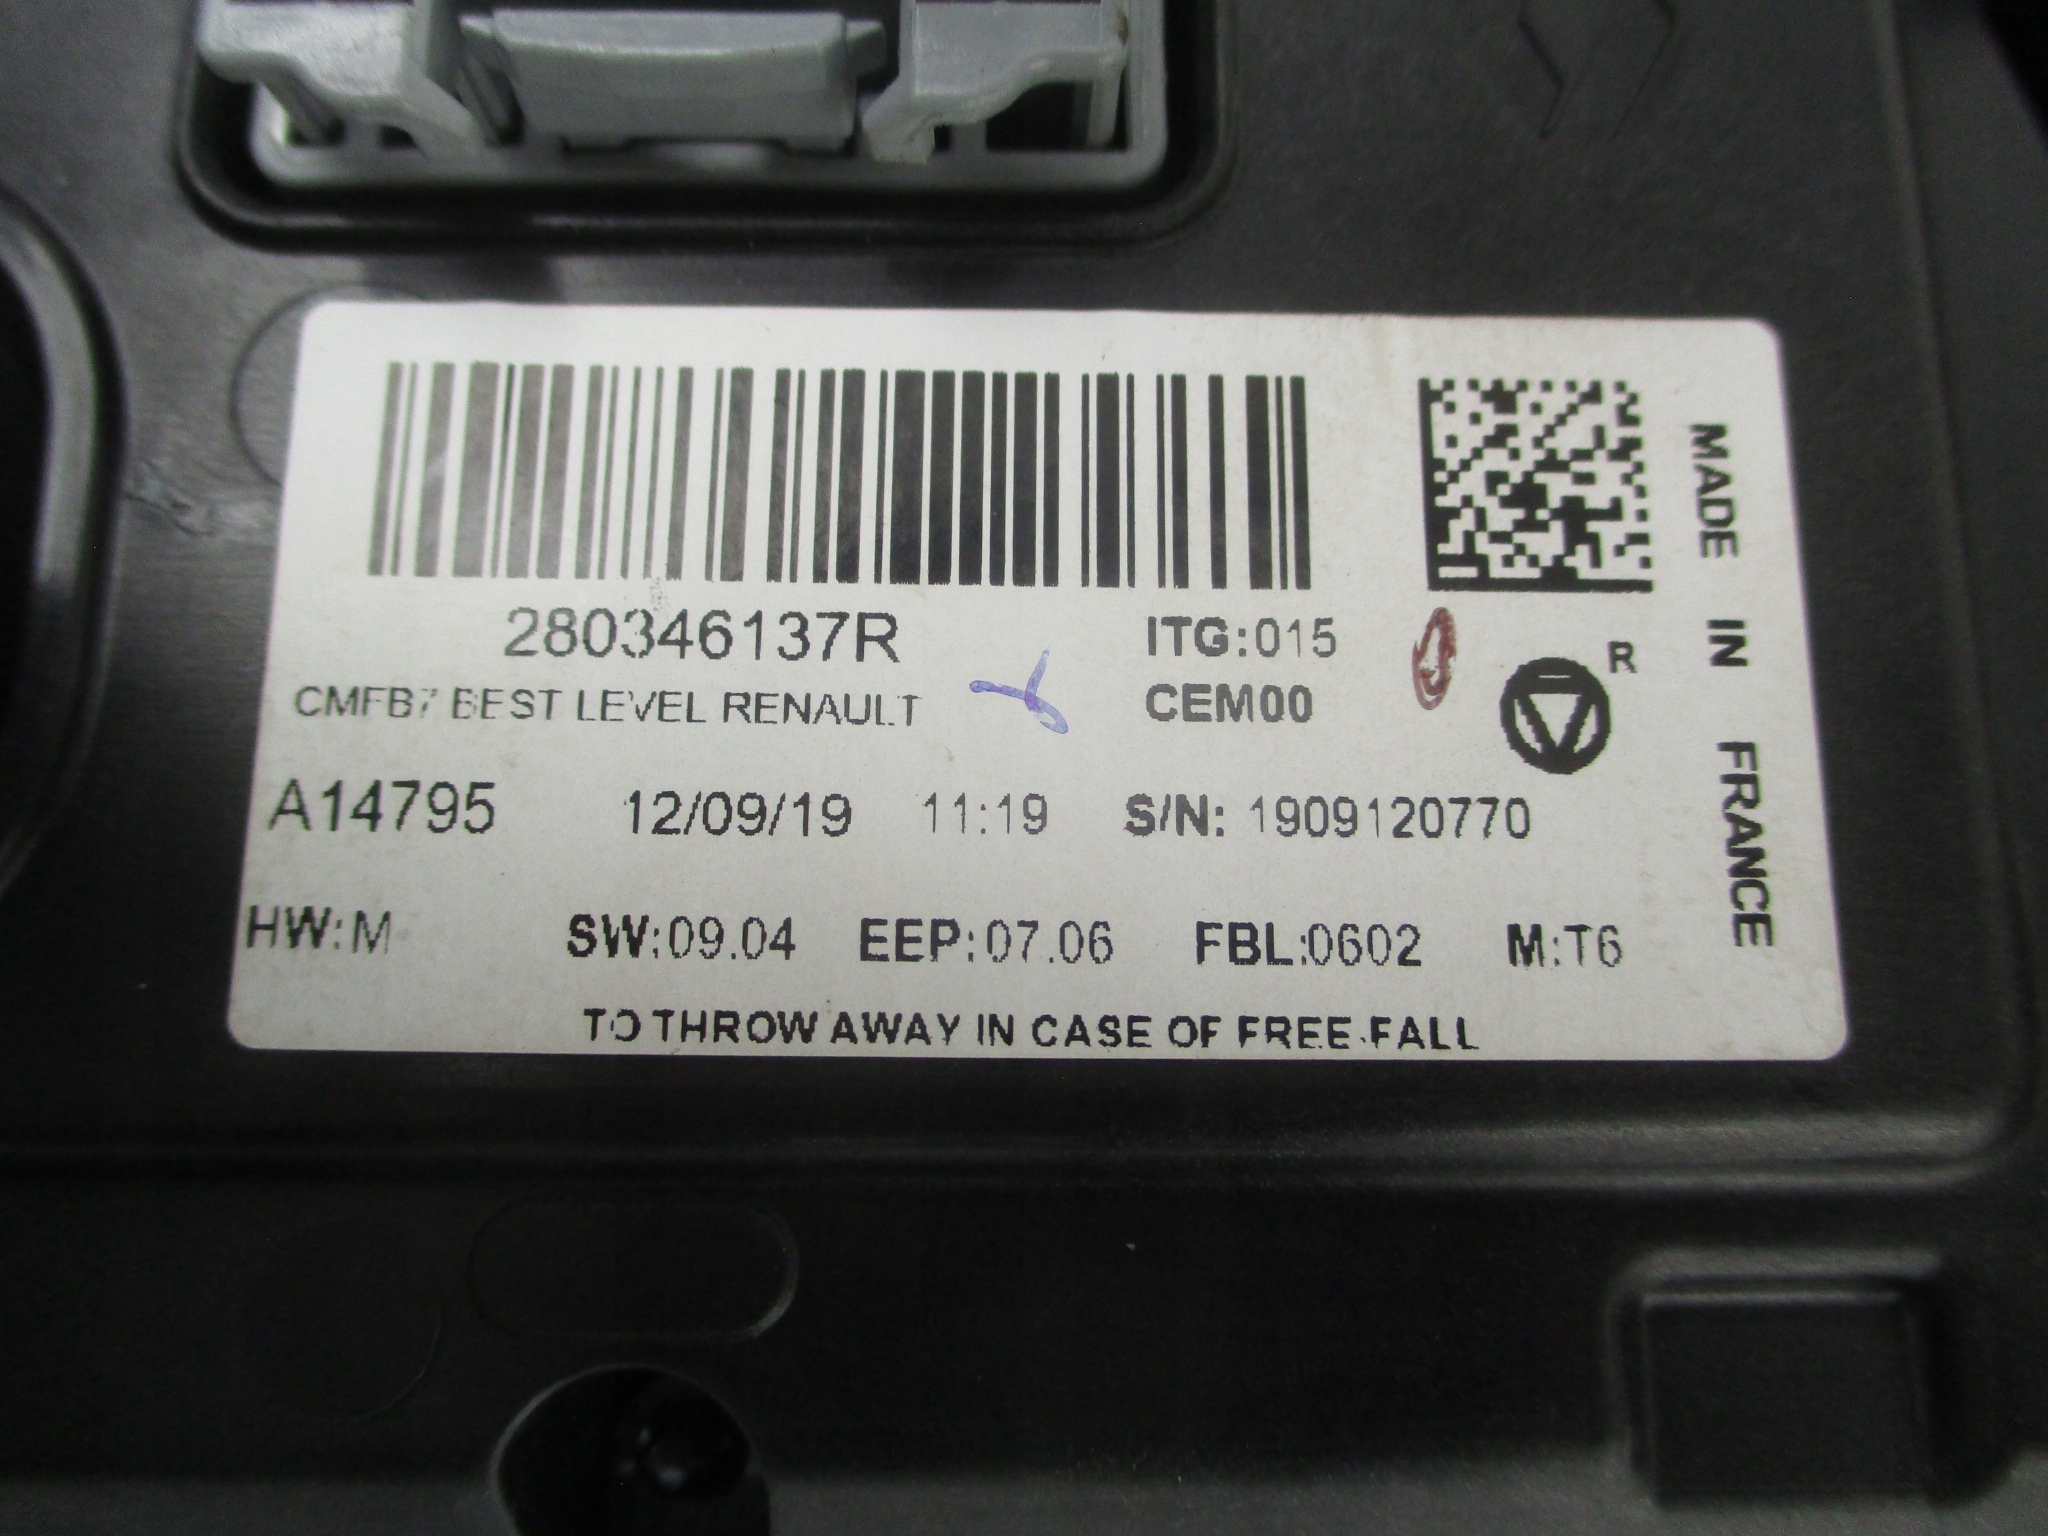 280346137R
ITG:015
R
CMFB7 BEST LEVEL RENAULT
CEM00
A14795 12/09/19 11:19 S/N: 1909120770
HW:M SW:09.04 EEP:07.06 FBL:0602 M:T6
TO THROW AWAY IN CASE OF FREE-FALL
MADE IN FRANCE